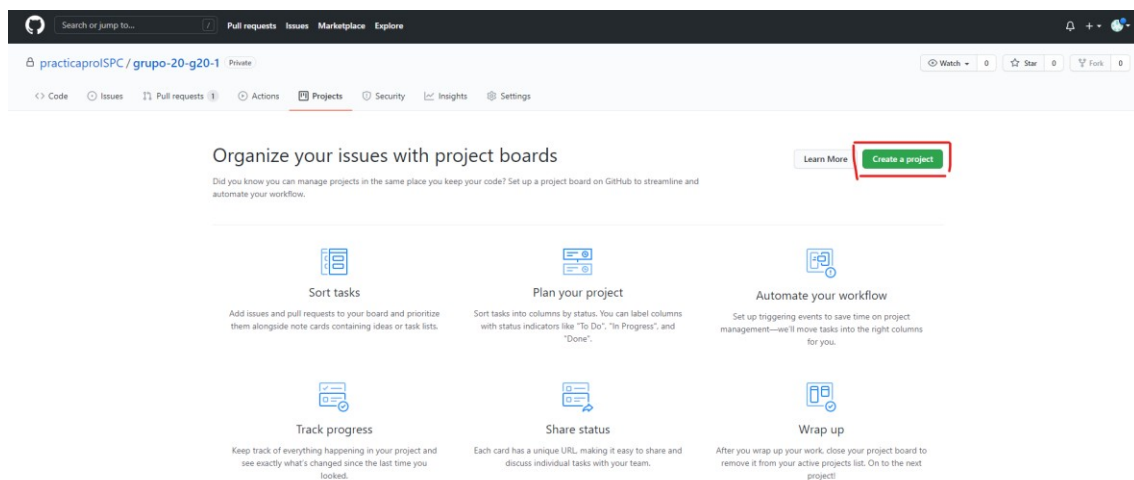 Search or jump to... / Pull requests Issues Marketplace Explore
practicaproISPC / grupo-20-g20-1 Private Watch 0 Star 0 Fork 0
<> Code Issues Pull requests 1 Actions Projects Security Insights Settings
Organize your issues with project boards
Learn More Create a project
Did you know you can manage projects in the same place you keep your code? Set up a project board on GitHub to streamline and
automate your workflow.
Sort tasks
Add issues and pull requests to your board and prioritize
them alongside note cards containing ideas or task lists.
Plan your project
Sort tasks into columns by status. You can label columns
with status indicators like "To Do", "In Progress", and
"Done".
Automate your workflow
Set up triggering events to save time on project
management—we'll move tasks into the right columns
for you.
Track progress
Keep track of everything happening in your project and
see exactly what's changed since the last time you
looked.
Share status
Each card has a unique URL, making it easy to share and
discuss individual tasks with your team.
Wrap up
After you wrap up your work, close your project board to
remove it from your active projects list. On to the next
project!